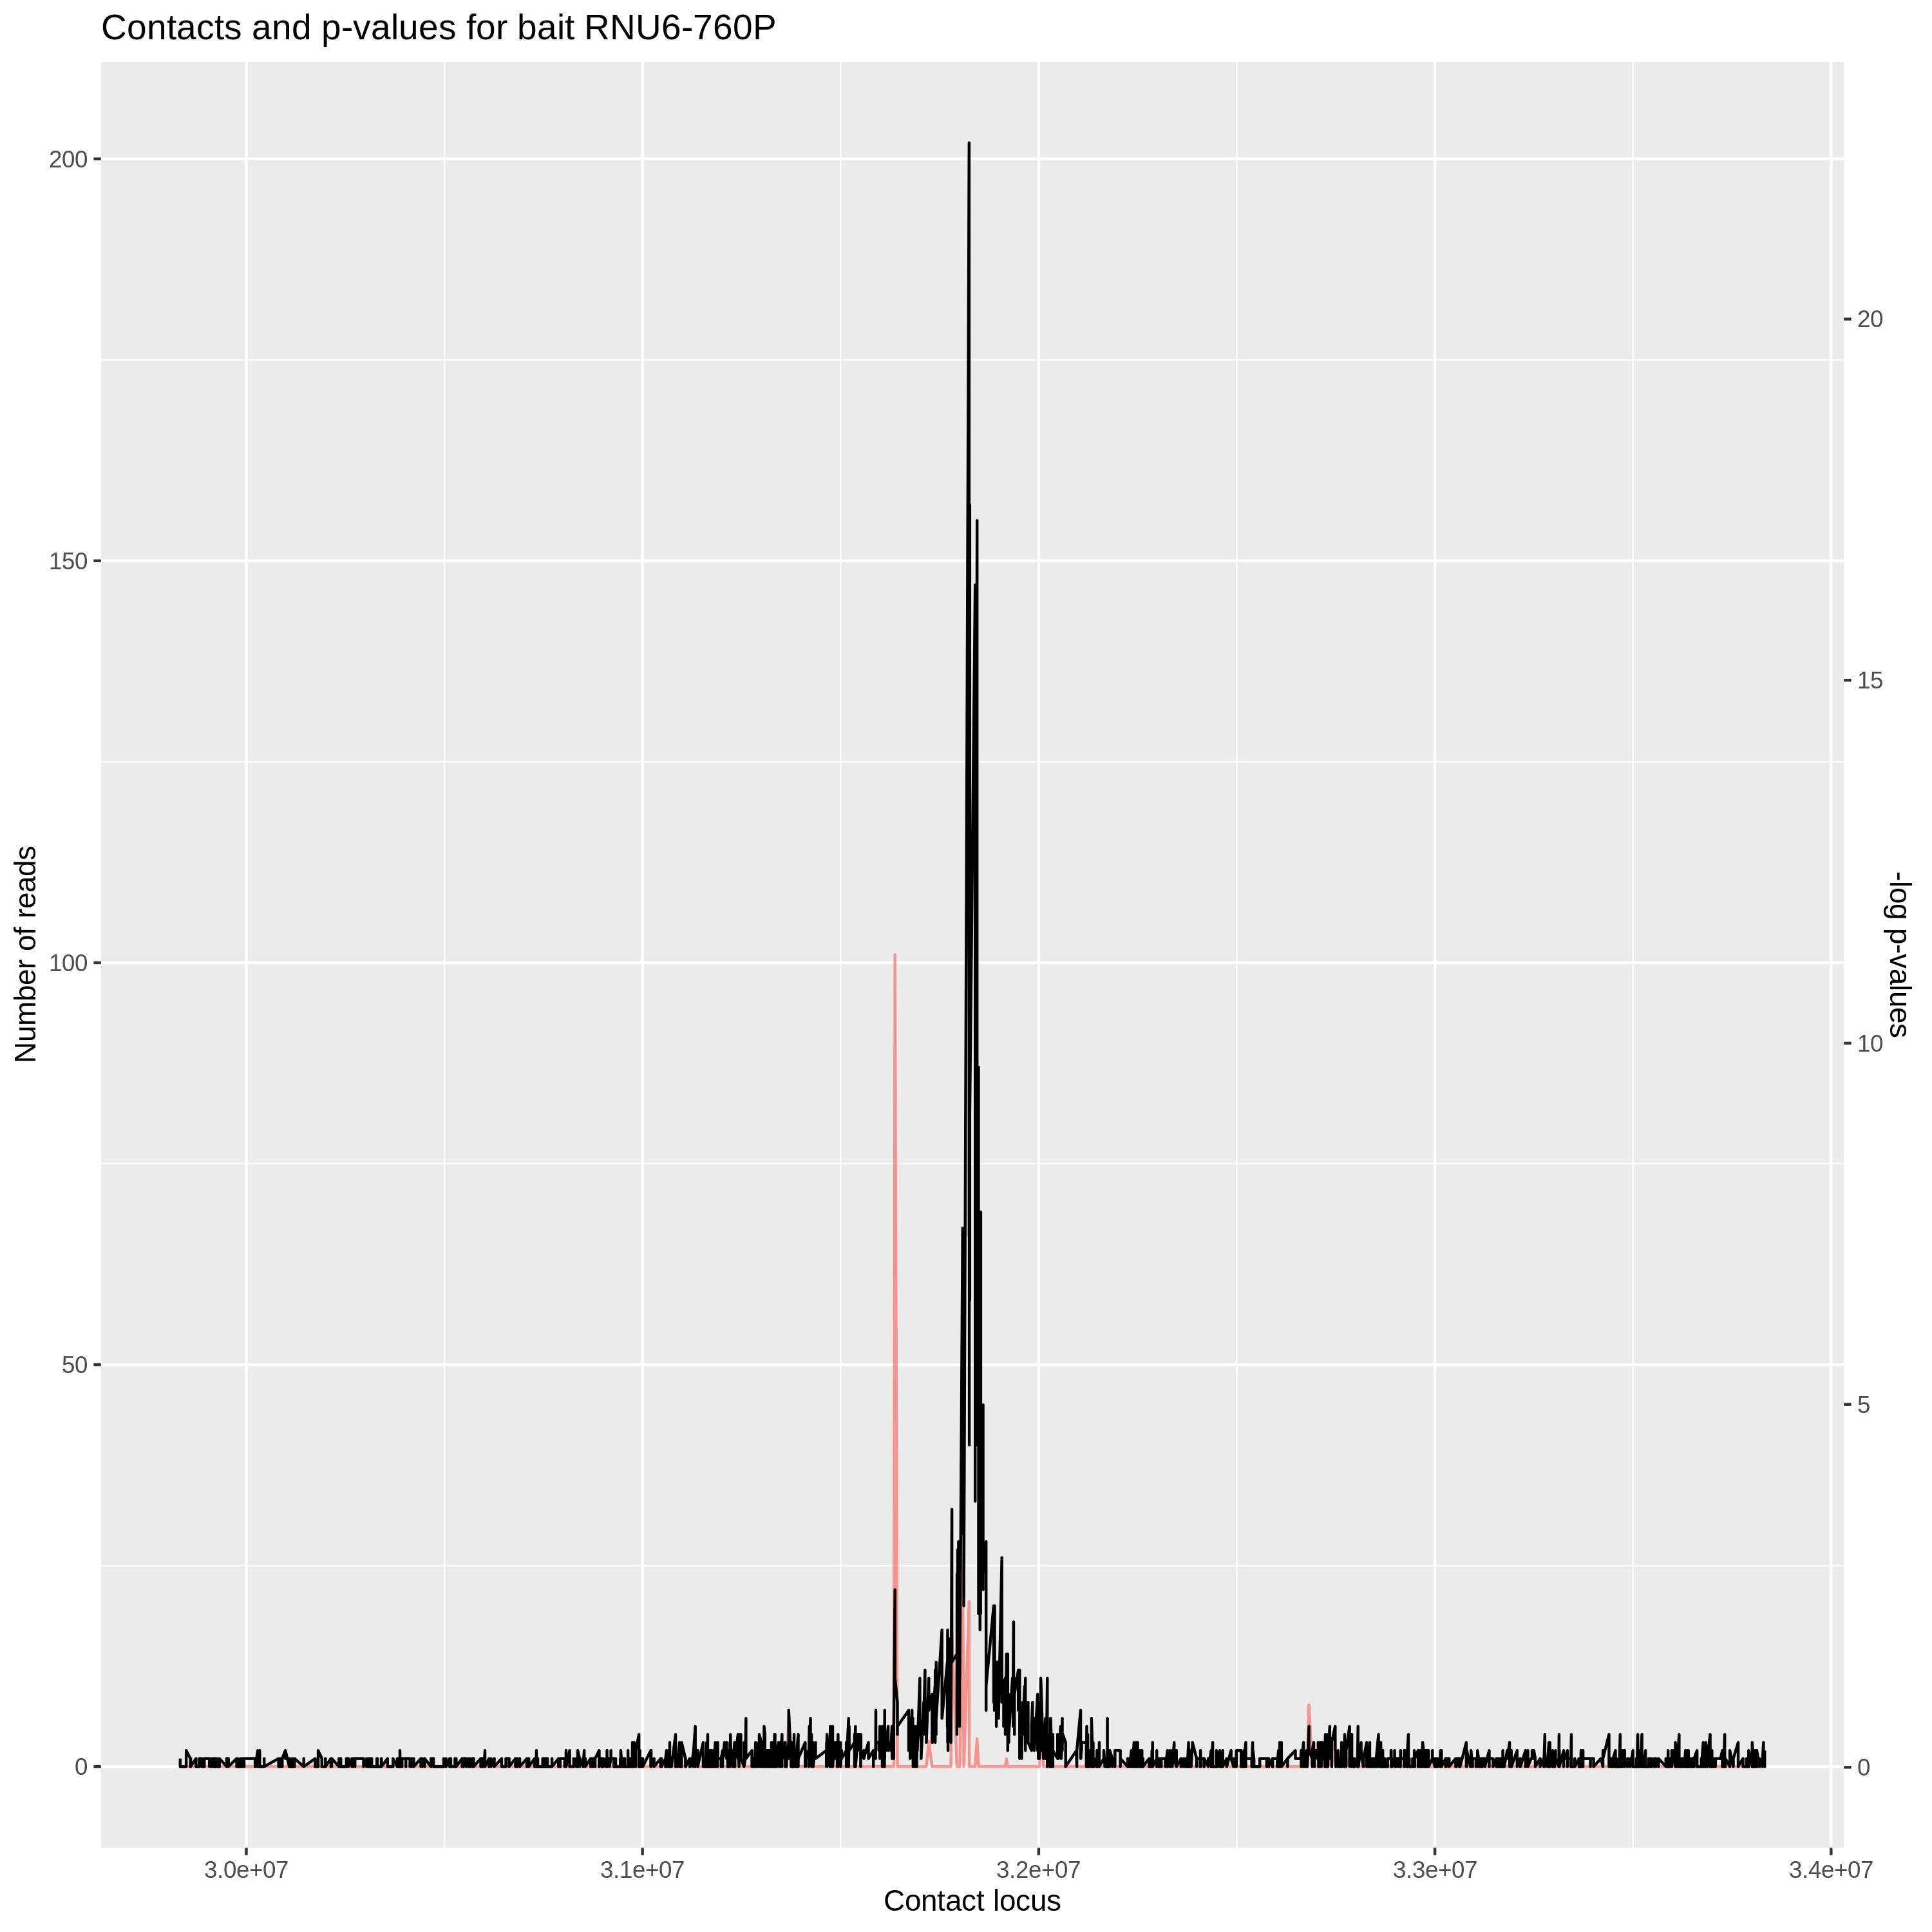 Contacts and p-values for bait RNU6-760P
200
150
100
50
0
Number of reads
20
15
10
5
0
-log p-values
3.0e+07
3.1e+07
3.2e+07
3.3e+07
3.4e+07
Contact locus